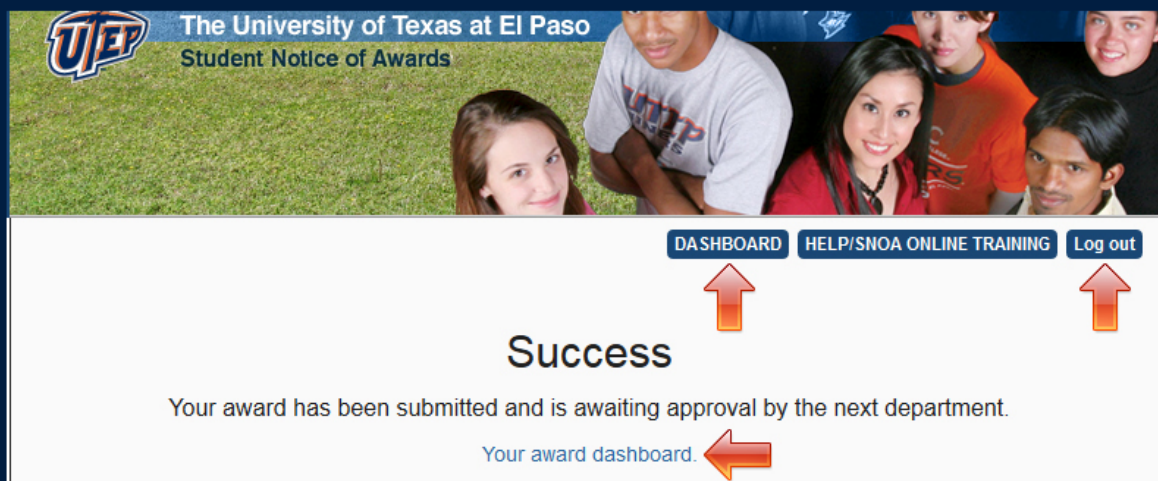 UTEP
The University of Texas at El Paso
Student Notice of Awards
DASHBOARD HELP/SNOA ONLINE TRAINING Log out
Success
Your award has been submitted and is awaiting approval by the next department.
Your award dashboard.